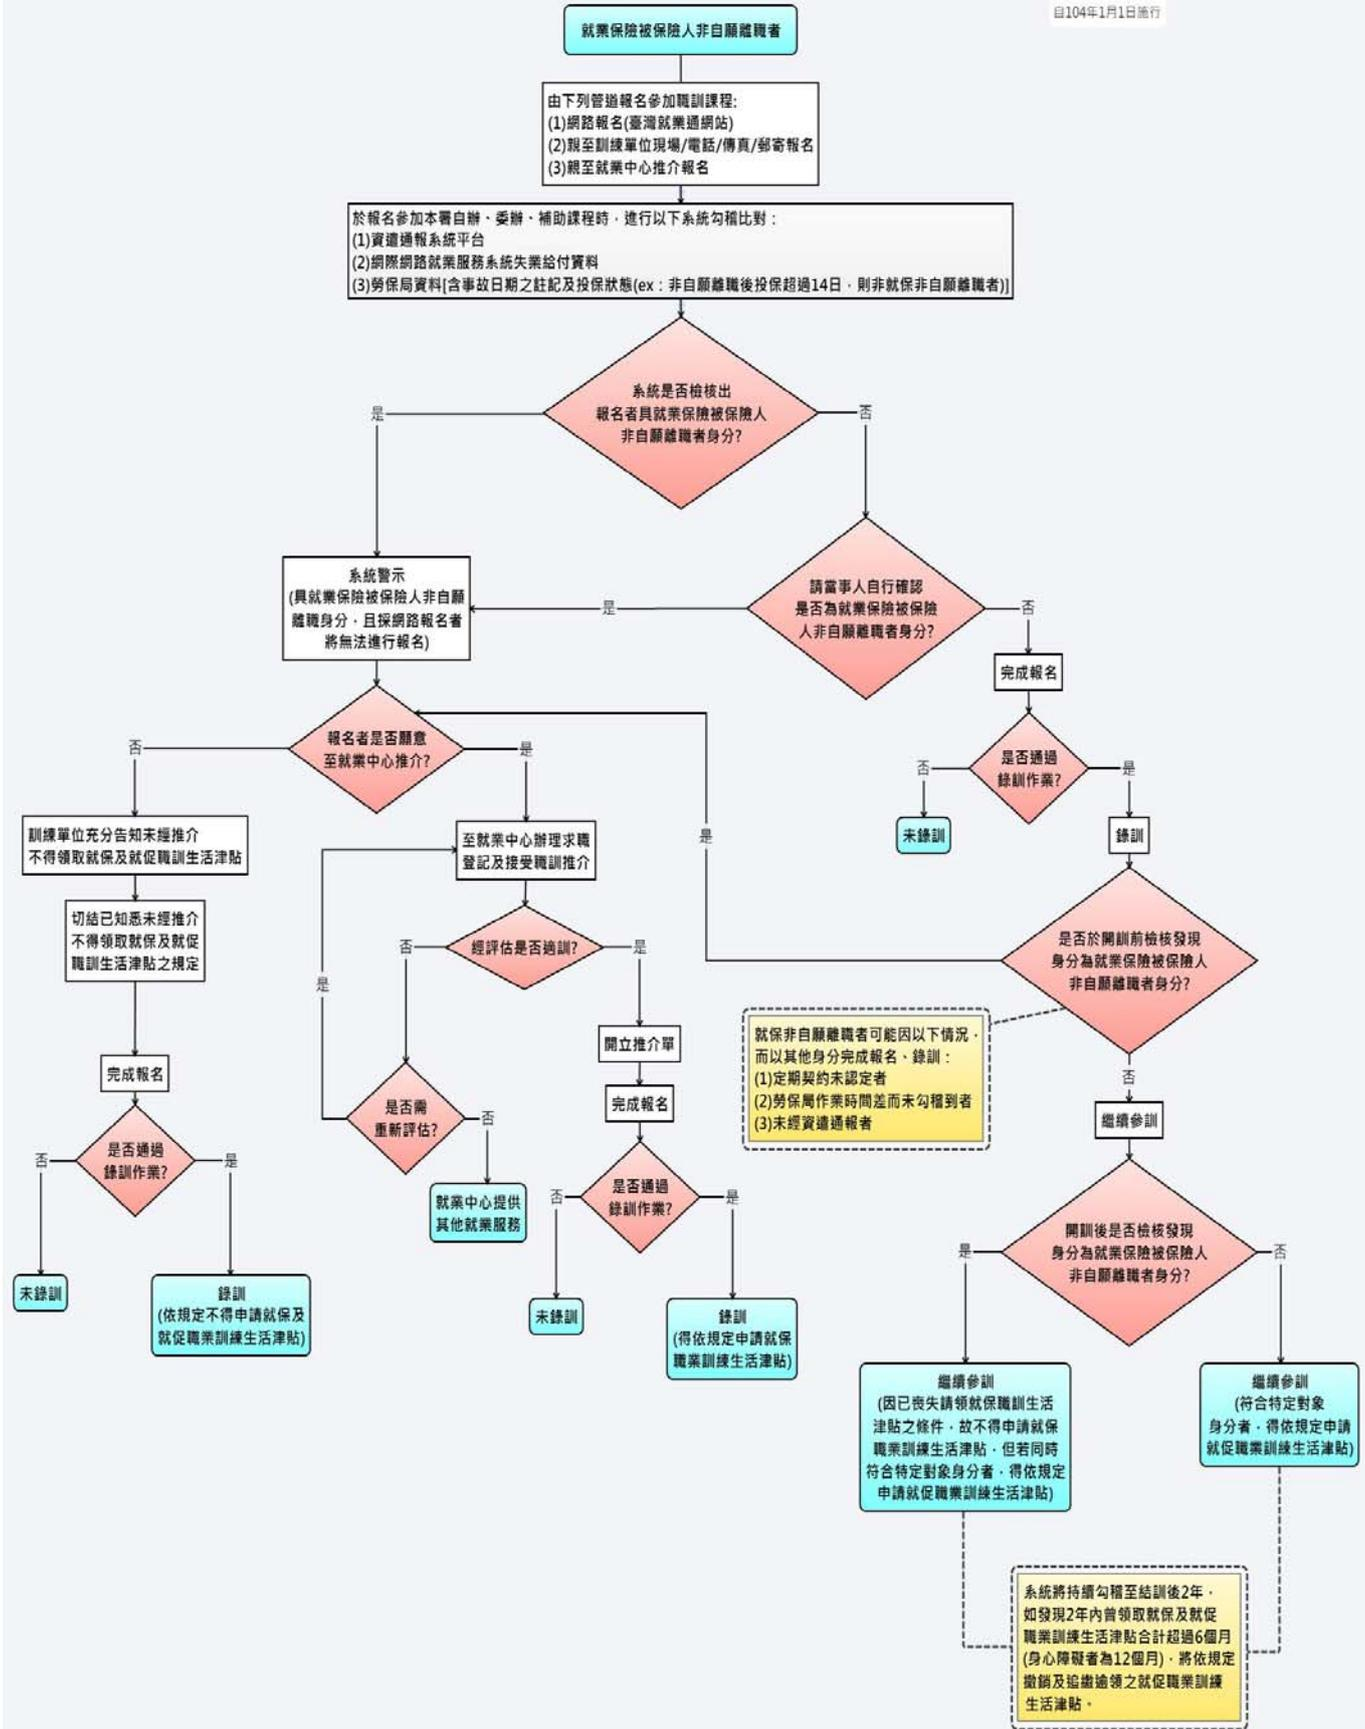 自104年1月1日施行
就業保險被保險人非自願離職者
由下列管道報名參加職訓課程:
(1)網路報名(臺灣就業通網站)
(2)親至訓練單位現場/電話/傳真/郵寄報名
(3)親至就業中心推介報名
於報名參加本署自辦、委辦、補助課程時，進行以下系統勾稽比對：
(1)資遣通報系統平台
(2)網際網路就業服務系統失業給付資料
(3)勞保局資料[含事故日期之註記及投保狀態(ex：非自願離職後投保超過14日，則非就保非自願離職者)]
系統是否檢核出
報名者具就業保險被保險人
非自願離職者身分?
是
否
系統警示
(具就業保險被保險人非自願
離職身分，且採網路報名者
將無法進行報名)
是
請當事人自行確認
是否為就業保險被保險
人非自願離職者身分?
否
完成報名
報名者是否願意
至就業中心推介?
否
是
是否通過
錄訓作業?
否
是
未錄訓
錄訓
訓練單位充分告知未經推介
不得領取就保及就促職訓生活津貼
至就業中心辦理求職
登記及接受職訓推介
是
切結已知悉未經推介
不得領取就保及就促
職訓生活津貼之規定
經評估是否適訓?
否
是
是
是否於開訓前檢核發現
身分為就業保險被保險人
非自願離職者身分?
就保非自願離職者可能因以下情況，
而以其他身分完成報名、錄訓：
(1)定期契約未認定者
(2)勞保局作業時間差而未勾稽到者
(3)未經資遣通報者
否
開立推介單
完成報名
完成報名
是否需
重新評估?
否
繼續參訓
是否通過
錄訓作業?
否
是
就業中心提供
其他就業服務
是否通過
錄訓作業?
否
是
開訓後是否檢核發現
身分為就業保險被保險人
非自願離職者身分?
是
否
未錄訓
錄訓
(依規定不得申請就保及
就促職業訓練生活津貼)
未錄訓
錄訓
(得依規定申請就保
職業訓練生活津貼)
繼續參訓
(因已喪失請領就保職訓生活
津貼之條件，故不得申請就保
職業訓練生活津貼，但若同時
符合特定對象身分者，得依規定
申請就促職業訓練生活津貼)
繼續參訓
(符合特定對象
身分者，得依規定申請
就促職業訓練生活津貼)
系統將持續勾稽至結訓後2年，
如發現2年內曾領取就保及就促
職業訓練生活津貼合計超過6個月
(身心障礙者為12個月)，將依規定
撤銷及追繳逾領之就促職業訓練
生活津貼。